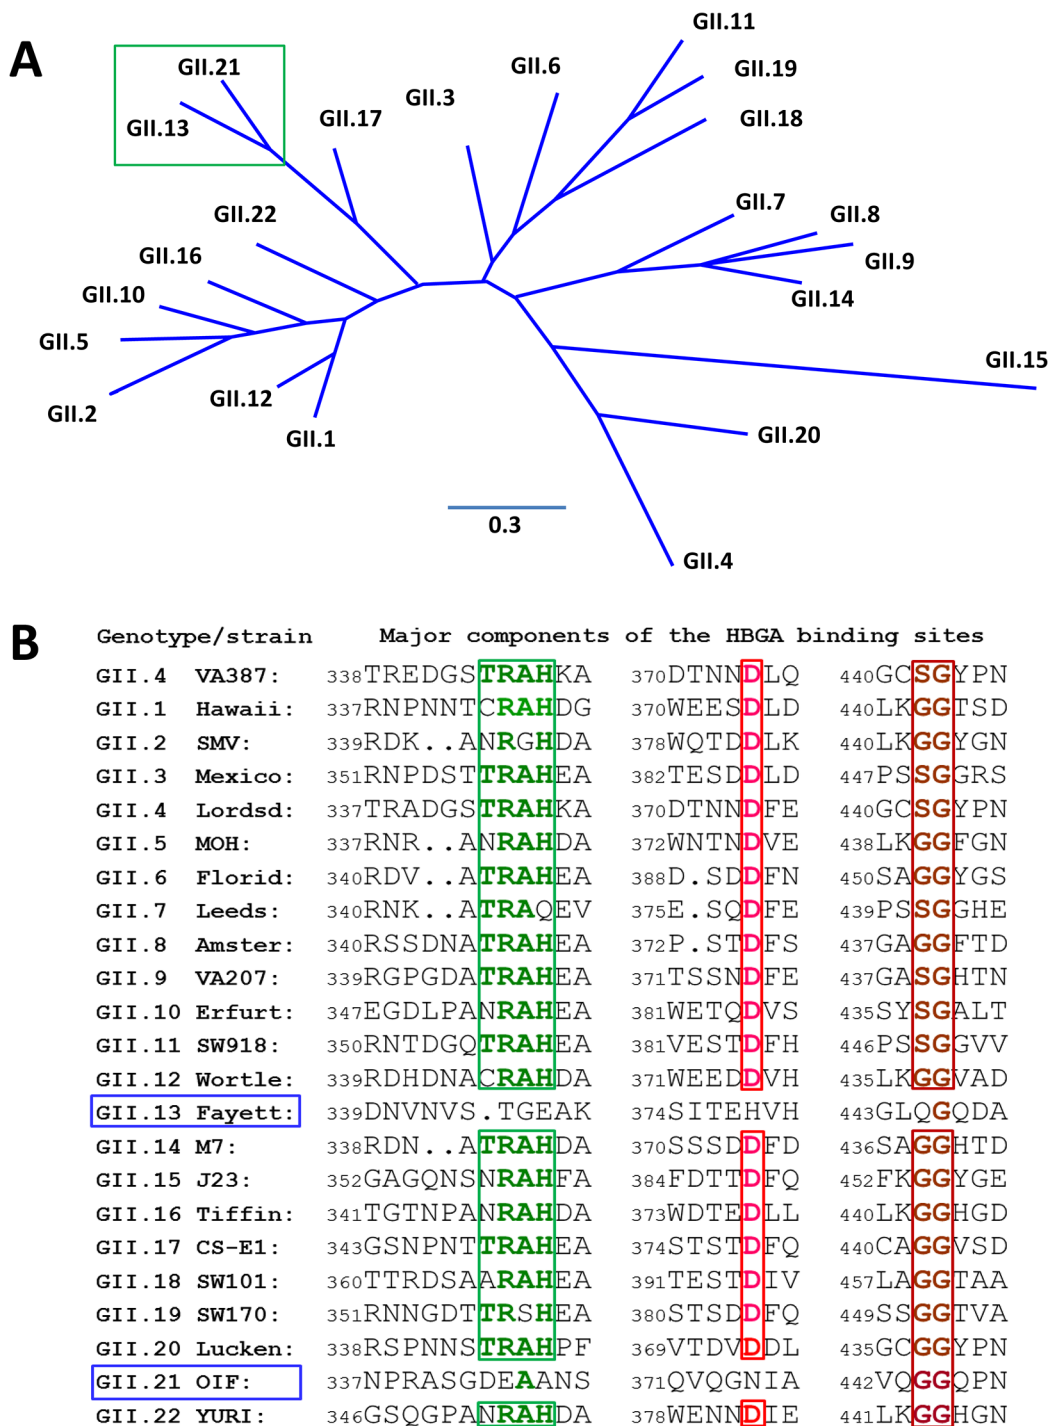 A
GII.11
GII.21
GII.6
GII.19
GII.3
GII.13
GII.17
GII.18
GII.22
GII.7
GII.8
GII.16
GII.9
GII.10
GII.14
GII.5
GII.15
GII.2
GII.12
GII.1
GII.20
0.3
GII.4
B
Genotype/strain Major components of the HBGA binding sites
GII.4 VA387: 338TREDGSTRAHKA 370DTNNDLQ 440GCSGYPN
GII.1 Hawaii: 337RNPNNTCRAHDG 370WEESDLD 440LKGGTSD
GII.2 SMV: 339RDK..ANRGHDA 378WQTDDLK 440LKGGYGN
GII.3 Mexico: 351RNPDSTTRAHEA 382TESDDLD 447PSSGGRS
GII.4 Lordsd: 337TRADGSTRAHKA 370DTNNDFE 440GCSGYPN
GII.5 MOH: 337RNR..ANRAHDA 372WNTNDVE 438LKGGFGN
GII.6 Florid: 340RDV..ATRAHEA 388D.SDDFN 450SAGGYGS
GII.7 Leeds: 340RNK..ATRAQEV 375E.SQDFE 439PSSGGHE
GII.8 Amster: 340RSSDNATRAHEA 372P.STDFS 437GAGGFTD
GII.9 VA207: 339RGPGDATRAHEA 371TSSNDFE 437GASGHTN
GII.10 Erfurt: 347EGDLPANRAHEA 381WETQDVS 435SYSGALT
GII.11 SW918: 350RNTDGQTRAHEA 381VESTDFH 446PSSGGVV
GII.12 Wortle: 339RDHDNACRAHDA 371WEEDDVH 435LKGGVAD
GII.13 Fayett: 339DNVNVS.TGEAK 374SITEHVH 443GLQGQDA
GII.14 M7: 338RDN..ATRAHDA 370SSSDDFD 436SAGGHTD
GII.15 J23: 352GAGQNSNRAHFA 384FDTTDFQ 452FKGGYGE
GII.16 Tiffin: 341TGTNPANRAHDA 373WDTEDLL 440LKGGHGD
GII.17 CS-E1: 343GSNPNTTRAHEA 374STSTDFQ 440CAGGVSD
GII.18 SW101: 360TTRDSAARAHEA 391TESTDIV 457LAGGTAA
GII.19 SW170: 351RNNGDTTRSHEA 380STSDDFQ 449SSGGTVA
GII.20 Lucken: 338RSPNNSTRAHPF 369VTDVDDL 435GCGGYPN
GII.21 OIF: 337NPRASGDEAANS 371QVQGNIA 442VQGGQPN
GII.22 YURI: 346GSQGPANRAHDA 378WENNDIE 441LKGGHGN